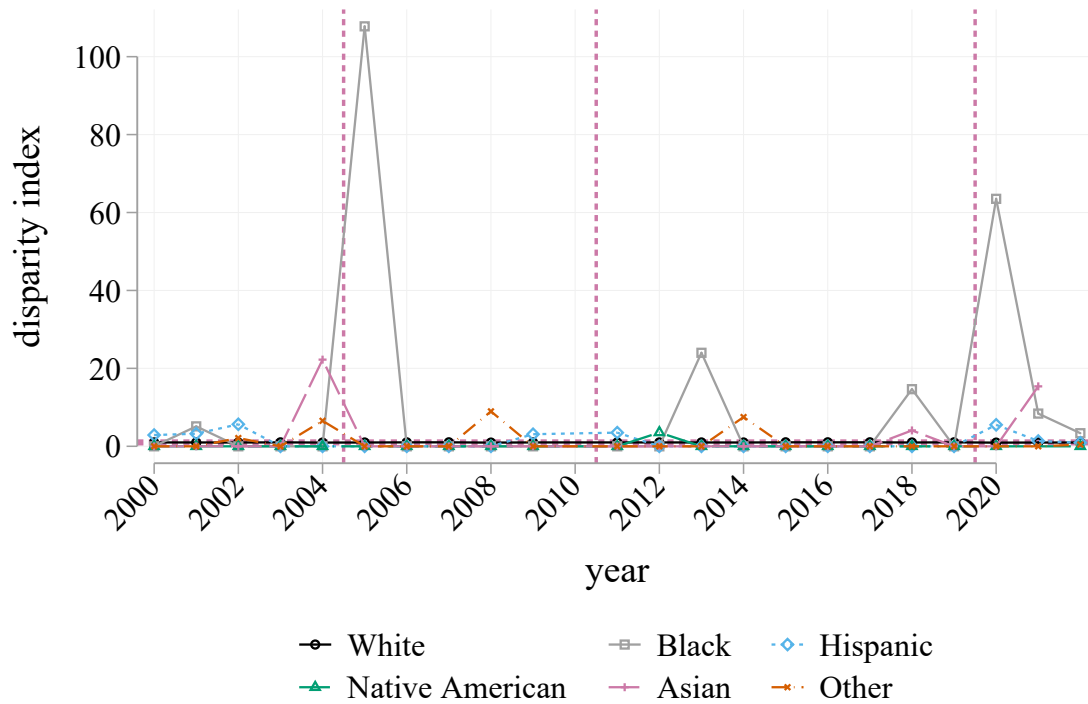 disparity index
100
80
60
40
20
0
2000 2002 2004 2006 2008 2010 2012 2014 2016 2018 2020
year
White Black Hispanic
Native American Asian Other